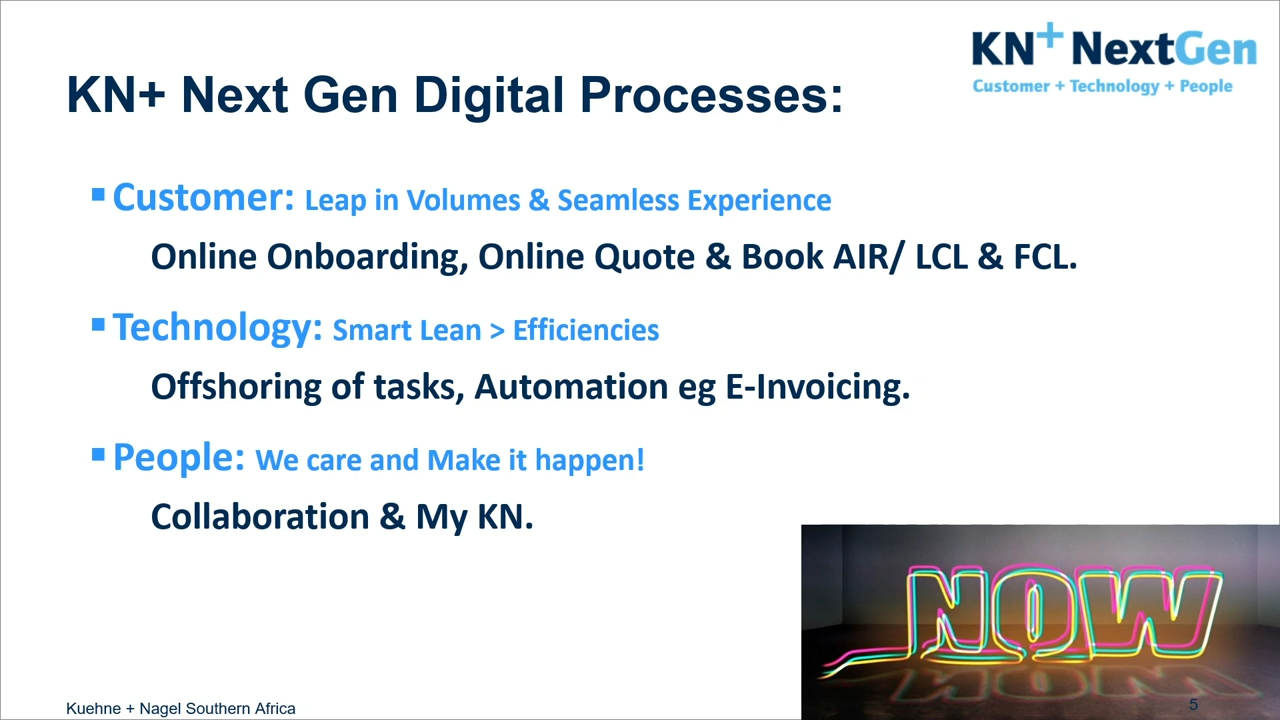 KN+ NextGen
Customer + Technology + People
KN+ Next Gen Digital Processes:
▪ Customer: Leap in Volumes & Seamless Experience
Online Onboarding, Online Quote & Book AIR/ LCL & FCL.
▪ Technology: Smart Lean > Efficiencies
Offshoring of tasks, Automation eg E-Invoicing.
▪ People: We care and Make it happen!
Collaboration & My KN.
NOW
Kuehne + Nagel Southern Africa
5